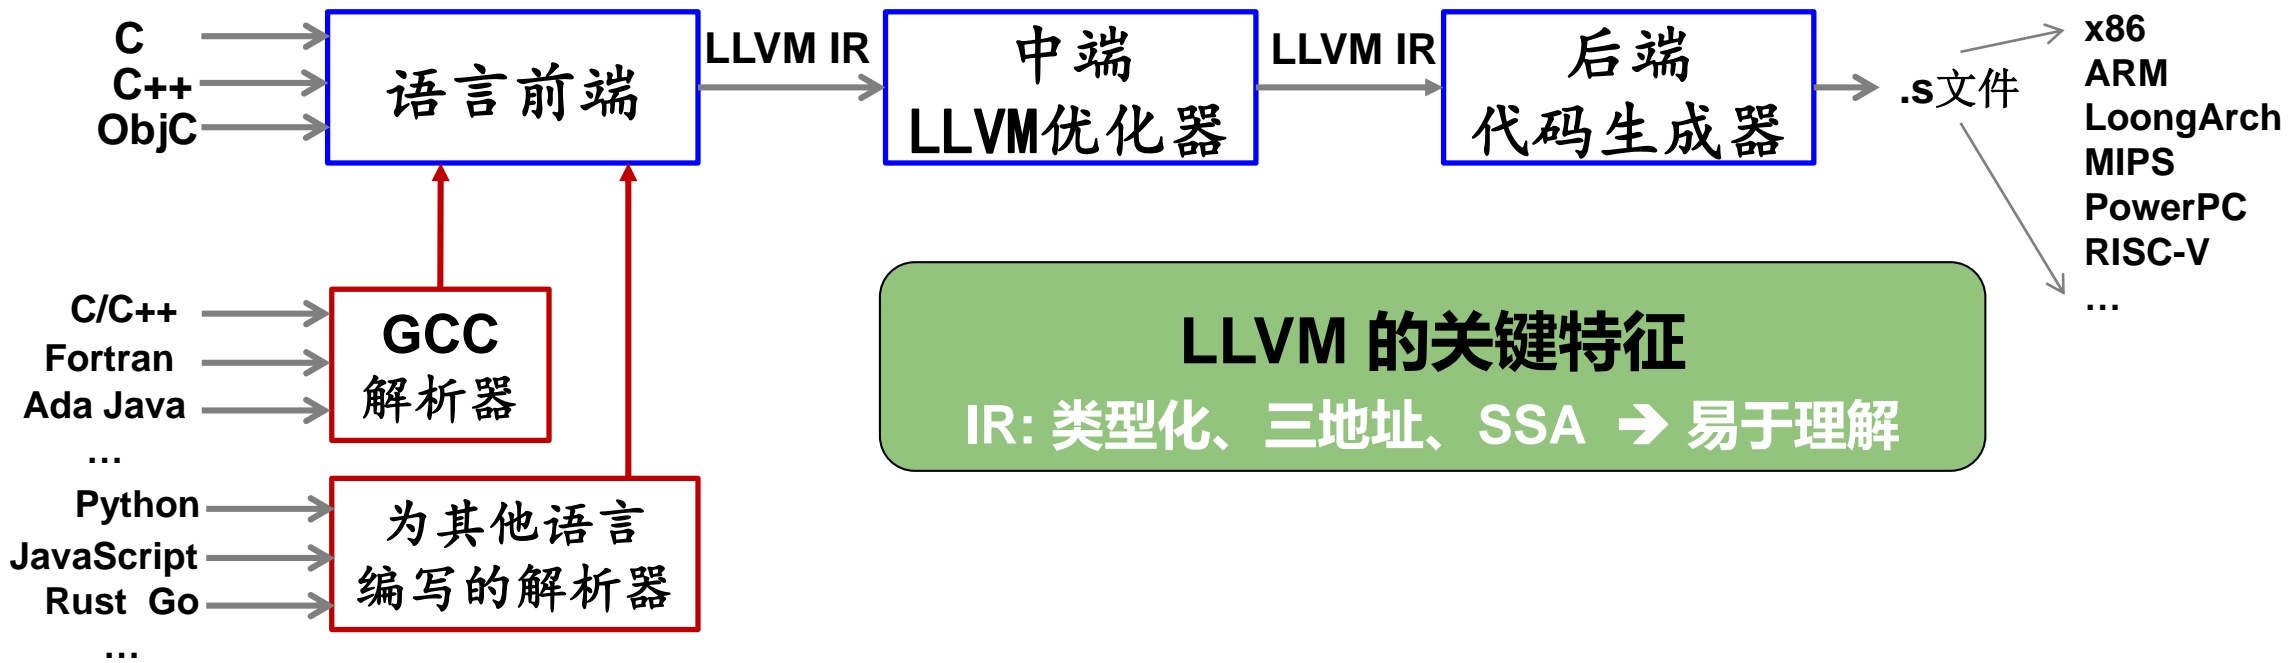 C
C++
ObjC
语言前端
LLVM IR
中端
LLVM优化器
LLVM IR
后端
代码生成器
.s文件
x86
ARM
LoongArch
MIPS
PowerPC
RISC-V
…
C/C++
Fortran
Ada Java
…
GCC
解析器
Python
JavaScript
Rust Go
…
为其他语言
编写的解析器
LLVM 的关键特征
IR: 类型化、三地址、SSA ➔ 易于理解